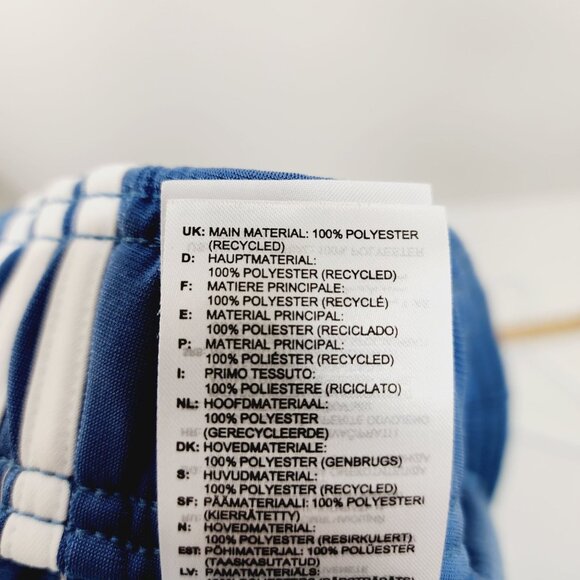 UK: MAIN MATERIAL: 100% POLYESTER
(RECYCLED)
D: HAUPTMATERIAL:
100% POLYESTER (RECYCLED)
F: MATIERE PRINCIPALE:
100% POLYESTER (RECYCLÉ)
E: MATERIAL PRINCIPAL:
100% POLIESTER (RECICLADO)
P: MATERIAL PRINCIPAL:
100% POLIÉSTER (RECYCLED)
I: PRIMO TESSUTO:
100% POLIESTERE (RICICLATO)
NL: HOOFDMATERIAAL:
100% POLYESTER
(GERECYCLEERDE)
DK: HOVEDMATERIALE:
100% POLYESTER (GENBRUGS)
S: HUVUDMATERIAL:
100% POLYESTER (RECYCLED)
SF: PÄÄMATERIAALI: 100% POLYESTERI
(KIERRÄTETTY)
N: HOVEDMATERIAL:
100% POLYESTER (RESIRKULERT)
EST: PÕHIMATERJAL: 100% POLÜESTER
(TAASKASUTATUD)
LV: PAMATMATERIĀLS: